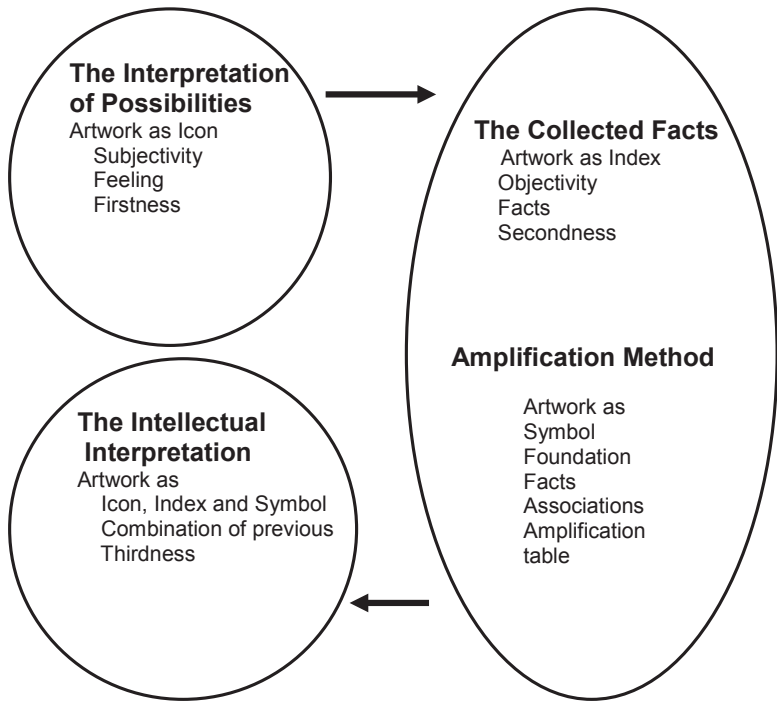 The Interpretation
of Possibilities
Artwork as Icon
Subjectivity
Feeling
Firstness
The Collected Facts
Artwork as Index
Objectivity
Facts
Secondness
Amplification Method
Artwork as
Symbol
Foundation
Facts
Associations
Amplification
table
The Intellectual
Interpretation
Artwork as
Icon, Index and Symbol
Combination of previous
Thirdness